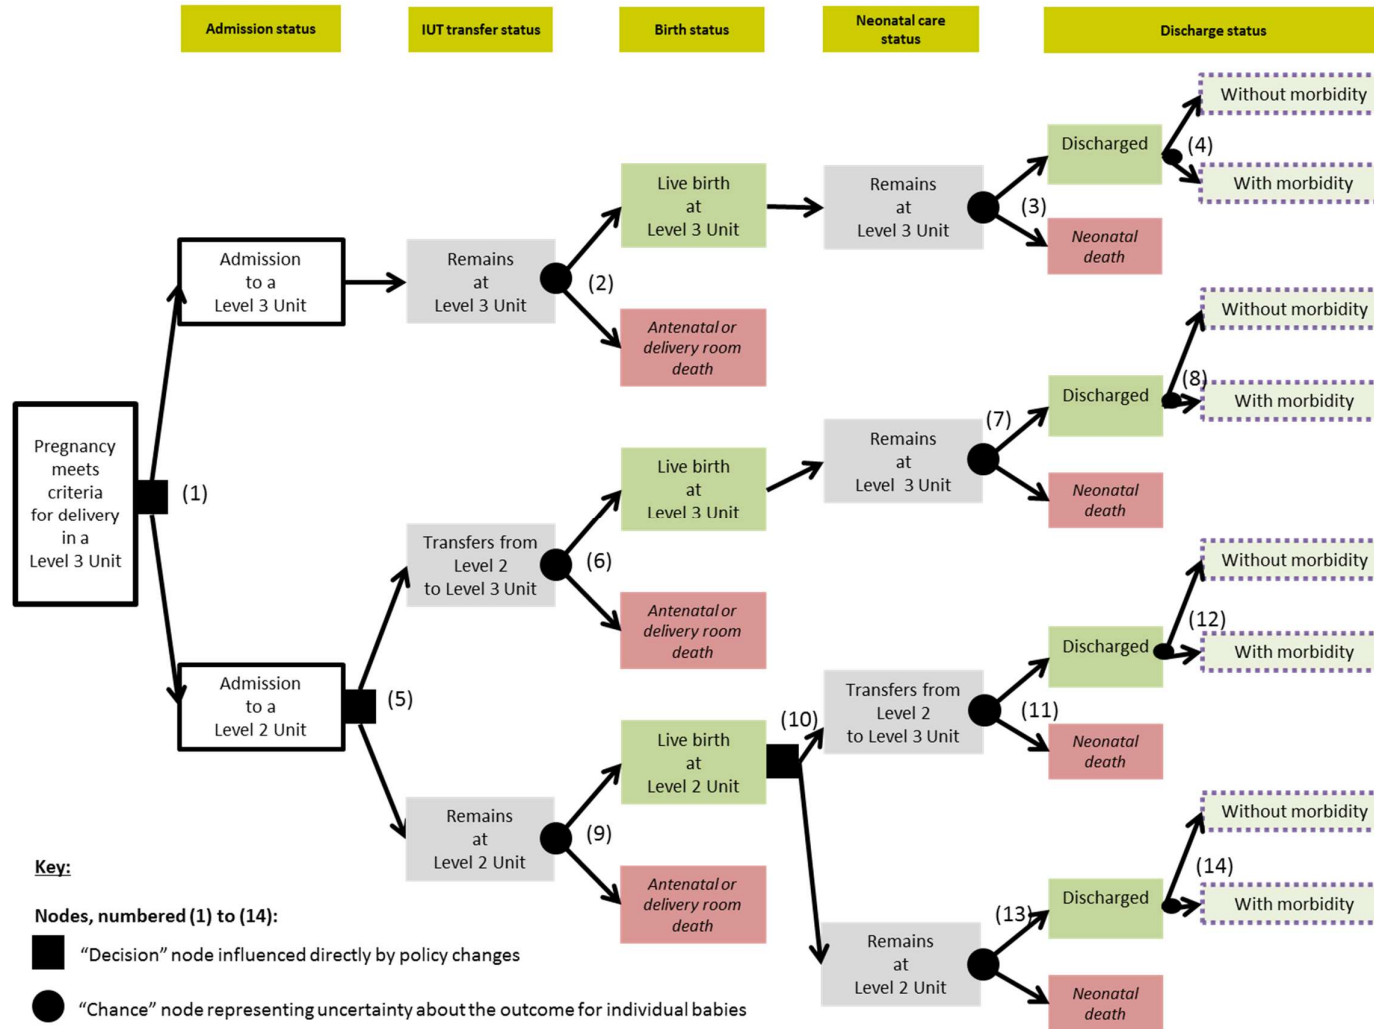 Admission status
IUT transfer status
Birth status
Neonatal care
status
Discharge status
Without morbidity
Discharged
(4)
With morbidity
Live birth
at
Level 3 Unit
Remains
at
Level 3 Unit
(3)
Neonatal
death
Admission
to a
Level 3 Unit
Remains
at
Level 3 Unit
(2)
Antenatal or
delivery room
death
Without morbidity
Discharged
(8)
With morbidity
Pregnancy
meets
criteria
for delivery
in a
Level 3 Unit
(1)
Live birth
at
Level 3 Unit
Remains
at
Level 3 Unit
(7)
Neonatal
death
Transfers from
Level 2
to Level 3 Unit
(6)
Antenatal or
delivery room
death
Without morbidity
Discharged
(12)
With morbidity
Admission
to a
Level 2 Unit
(5)
Live birth
at
Level 2 Unit
(10)
Transfers from
Level 2
to Level 3 Unit
(11)
Neonatal
death
Remains
at
Level 2 Unit
(9)
Antenatal or
delivery room
death
Without morbidity
Discharged
(14)
With morbidity
Remains
at
Level 2 Unit
(13)
Neonatal
death
Key:
Nodes, numbered (1) to (14):
“Decision” node influenced directly by policy changes
“Chance” node representing uncertainty about the outcome for individual babies